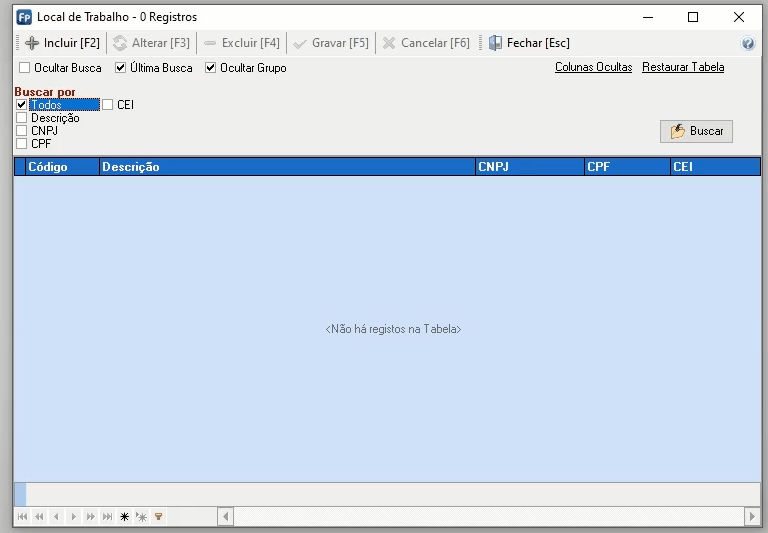 Fp Local de Trabalho - 0 Registros
Incluir [F2] Alterar [F3] Excluir [F4] Gravar [F5] Cancelar [F6] Fechar [Esc]
Ocultar Busca Última Busca Ocultar Grupo Colunas Ocultas Restaurar Tabela
Buscar por
Todos CEI
Descrição
CNPJ
CPF
Buscar
Código Descrição CNPJ CPF CEI
<Não há registos na Tabela>